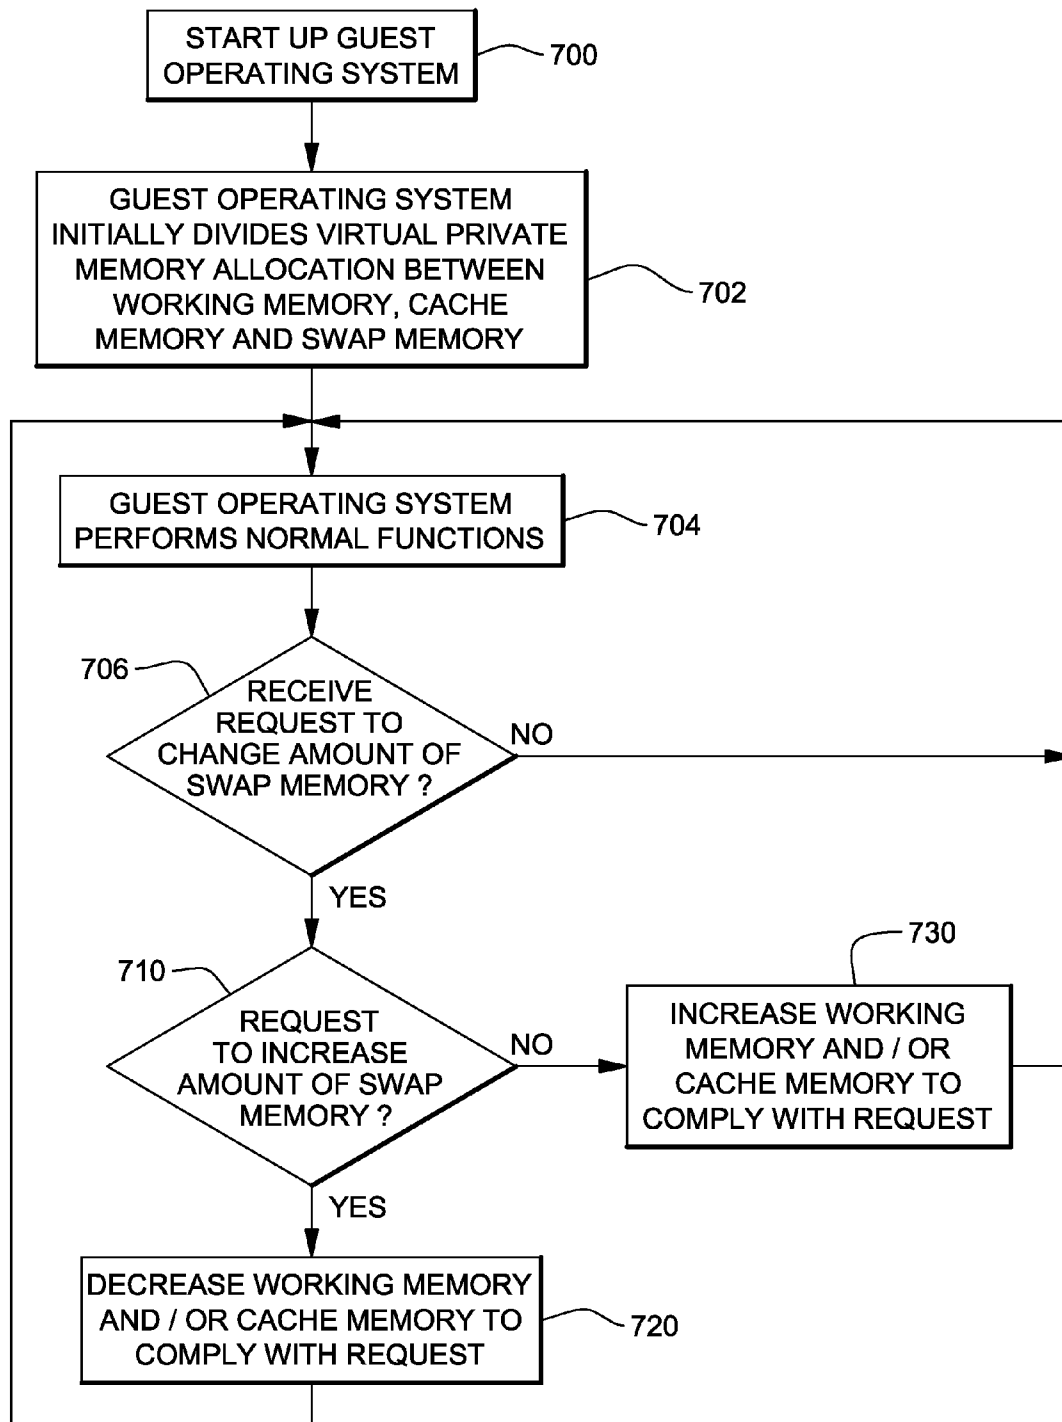 START UP GUEST
OPERATING SYSTEM
700
GUEST OPERATING SYSTEM
INITIALLY DIVIDES VIRTUAL PRIVATE
MEMORY ALLOCATION BETWEEN
WORKING MEMORY, CACHE
MEMORY AND SWAP MEMORY
702
GUEST OPERATING SYSTEM
PERFORMS NORMAL FUNCTIONS
704
706
RECEIVE
REQUEST TO
CHANGE AMOUNT OF
SWAP MEMORY ?
NO
YES
710
REQUEST
TO INCREASE
AMOUNT OF SWAP
MEMORY ?
NO
730
INCREASE WORKING
MEMORY AND / OR
CACHE MEMORY TO
COMPLY WITH REQUEST
YES
DECREASE WORKING MEMORY
AND / OR CACHE MEMORY TO
COMPLY WITH REQUEST
720